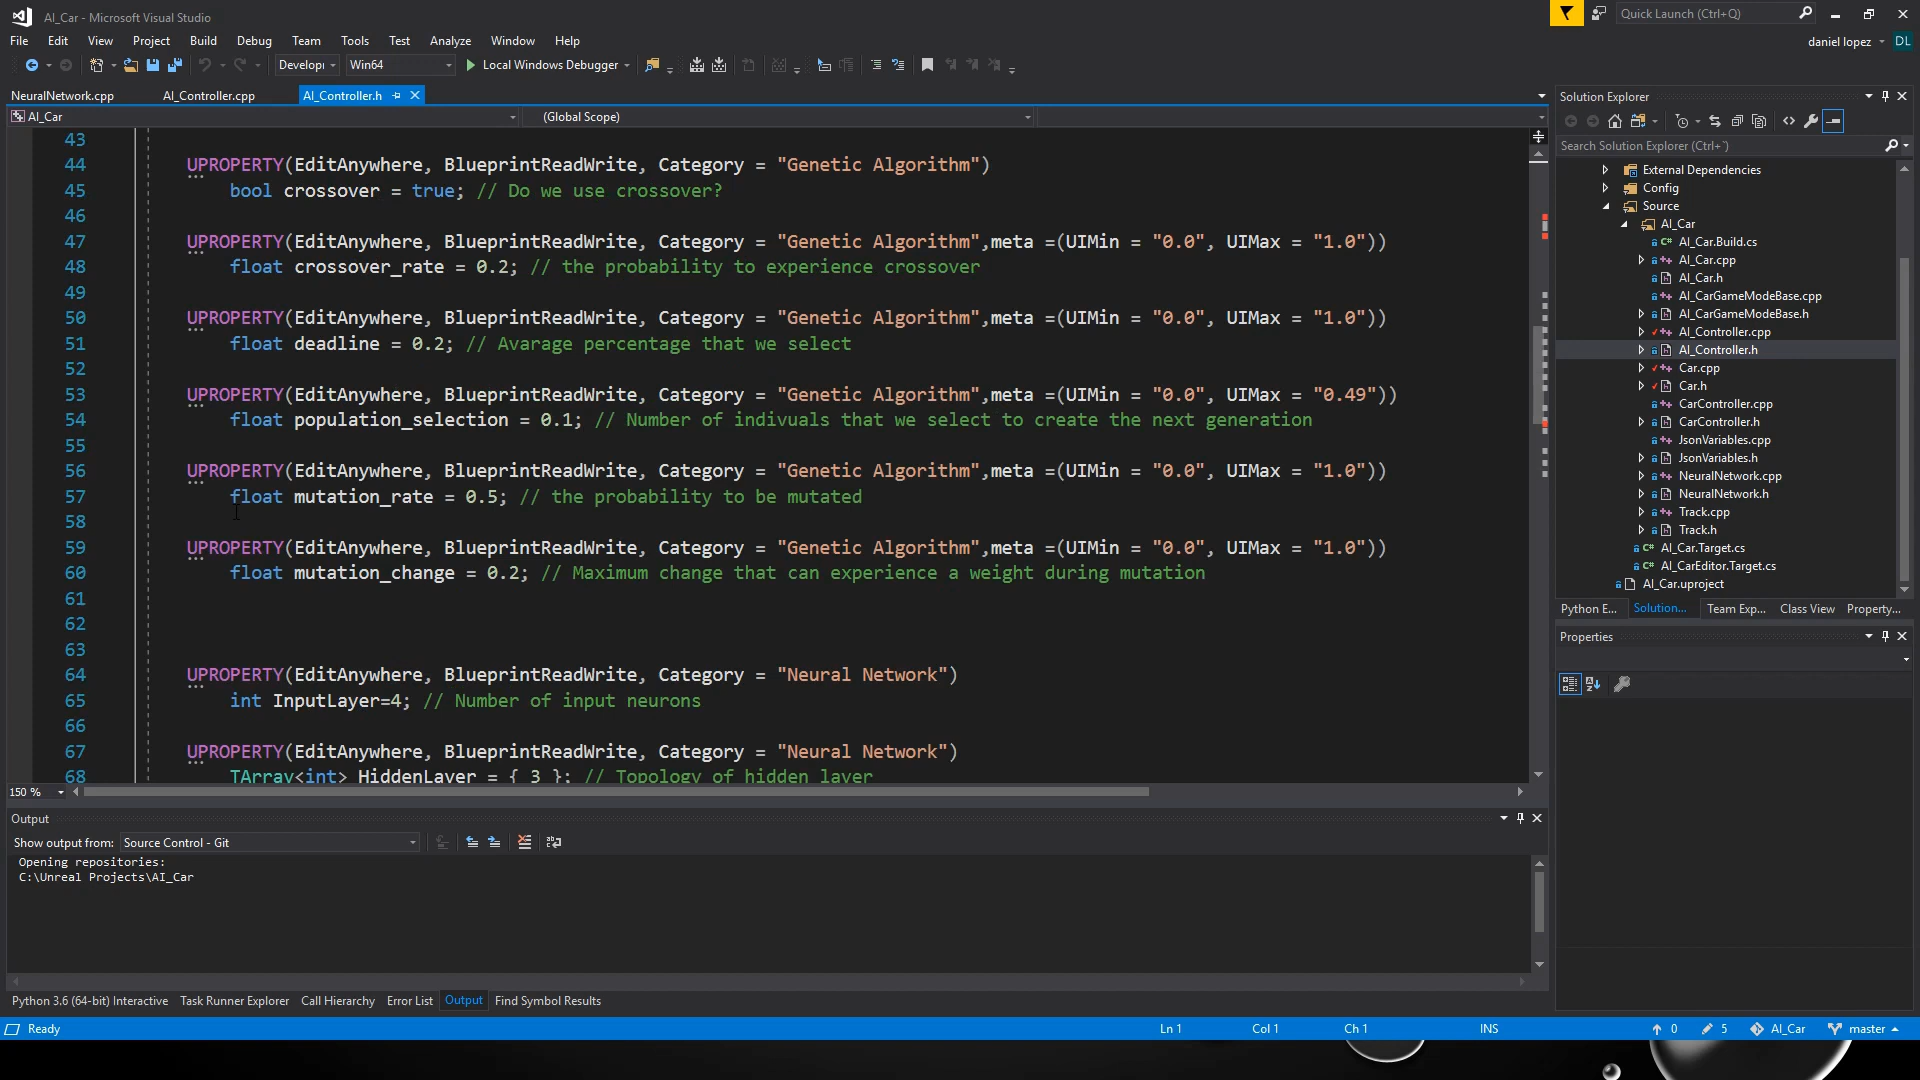 AI_Car - Microsoft Visual Studio
Quick Launch (Ctrl+Q)
File Edit View Project Build Debug Team Tools Test Analyze Window Help
daniel lopez DL
Develop Win64 Local Windows Debugger
NeuralNetwork.cpp AI_Controller.cpp AI_Controller.h
AI_Car (Global Scope)
43
44 UPROPERTY(EditAnywhere, BlueprintReadWrite, Category = "Genetic Algorithm")
45 bool crossover = true; // Do we use crossover?
46
47 UPROPERTY(EditAnywhere, BlueprintReadWrite, Category = "Genetic Algorithm",meta =(UIMin = "0.0", UIMax = "1.0"))
48 float crossover_rate = 0.2; // the probability to experience crossover
49
50 UPROPERTY(EditAnywhere, BlueprintReadWrite, Category = "Genetic Algorithm",meta =(UIMin = "0.0", UIMax = "1.0"))
51 float deadline = 0.2; // Avarage percentage that we select
52
53 UPROPERTY(EditAnywhere, BlueprintReadWrite, Category = "Genetic Algorithm",meta =(UIMin = "0.0", UIMax = "0.49"))
54 float population_selection = 0.1; // Number of indivuals that we select to create the next generation
55
56 UPROPERTY(EditAnywhere, BlueprintReadWrite, Category = "Genetic Algorithm",meta =(UIMin = "0.0", UIMax = "1.0"))
57 float mutation_rate = 0.5; // the probability to be mutated
58
59 UPROPERTY(EditAnywhere, BlueprintReadWrite, Category = "Genetic Algorithm",meta =(UIMin = "0.0", UIMax = "1.0"))
60 float mutation_change = 0.2; // Maximum change that can experience a weight during mutation
61
62
63
64 UPROPERTY(EditAnywhere, BlueprintReadWrite, Category = "Neural Network")
65 int InputLayer=4; // Number of input neurons
66
67 UPROPERTY(EditAnywhere, BlueprintReadWrite, Category = "Neural Network")
68 TArray<int> HiddenLayer = { 3 }; // Topology of hidden layer
150 %
Output
Show output from: Source Control - Git
Opening repositories:
C:\Unreal Projects\AI_Car
Python 3.6 (64-bit) Interactive Task Runner Explorer Call Hierarchy Error List Output Find Symbol Results
Solution Explorer
Search Solution Explorer (Ctrl+`)
External Dependencies
Config
Source
AI_Car
AI_Car.Build.cs
AI_Car.cpp
AI_Car.h
AI_CarGameModeBase.cpp
AI_CarGameModeBase.h
AI_Controller.cpp
AI_Controller.h
Car.cpp
Car.h
CarController.cpp
CarController.h
JsonVariables.cpp
JsonVariables.h
NeuralNetwork.cpp
NeuralNetwork.h
Track.cpp
Track.h
AI_Car.Target.cs
AI_CarEditor.Target.cs
AI_Car.uproject
Python E... Solution... Team Exp... Class View Property...
Properties
Ready Ln 1 Col 1 Ch 1 INS 0 5 AI_Car master